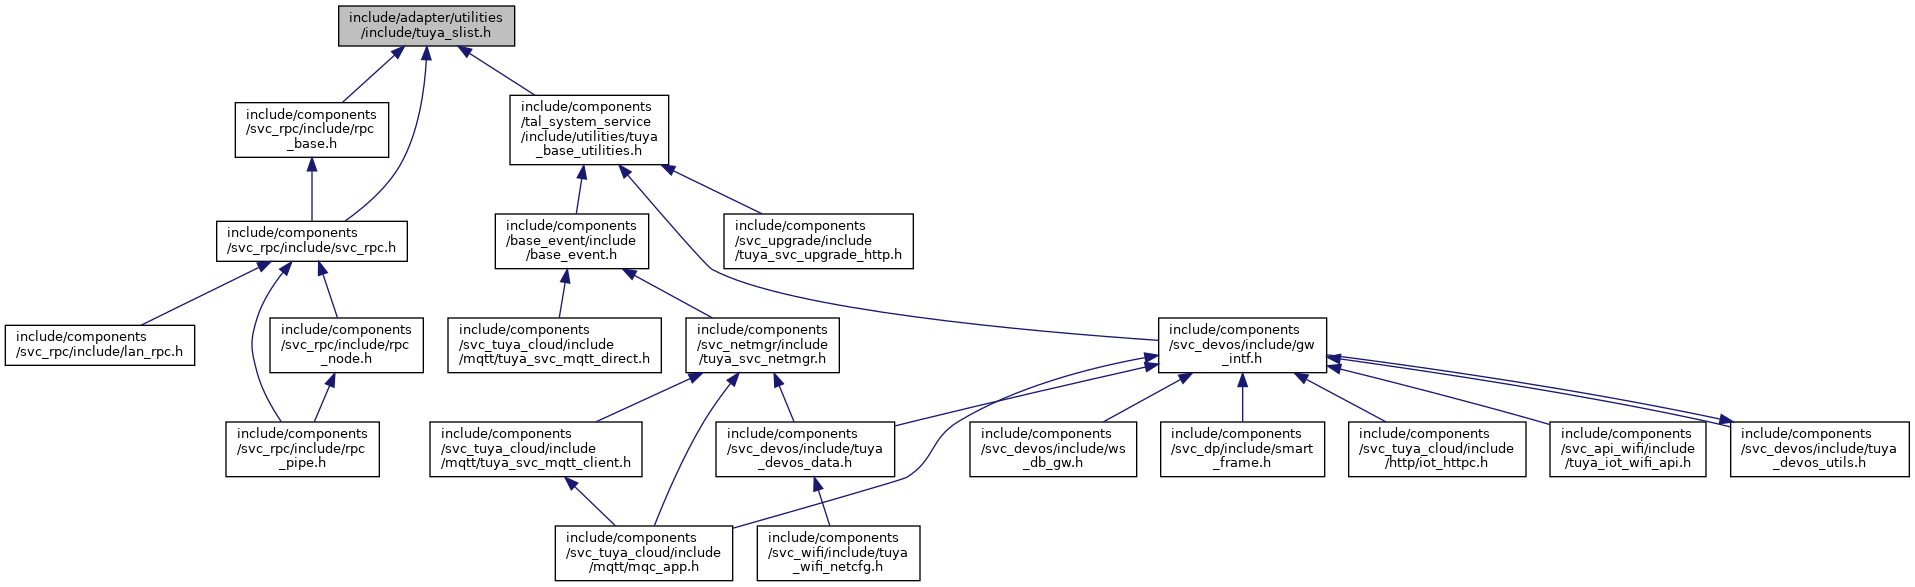 include/adapter/utilities
/include/tuya_slist.h
include/components
/svc_rpc/include/rpc
_base.h
include/components
/tal_system_service
/include/utilities/tuya
_base_utilities.h
include/components
/svc_rpc/include/svc_rpc.h
include/components
/base_event/include
/base_event.h
include/components
/svc_upgrade/include
/tuya_svc_upgrade_http.h
include/components
/svc_rpc/include/lan_rpc.h
include/components
/svc_rpc/include/rpc
_node.h
include/components
/svc_tuya_cloud/include
/mqtt/tuya_svc_mqtt_direct.h
include/components
/svc_netmgr/include
/tuya_svc_netmgr.h
include/components
/svc_devos/include/gw
_intf.h
include/components
/svc_rpc/include/rpc
_pipe.h
include/components
/svc_tuya_cloud/include
/mqtt/tuya_svc_mqtt_client.h
include/components
/svc_devos/include/tuya
_devos_data.h
include/components
/svc_devos/include/ws
_db_gw.h
include/components
/svc_dp/include/smart
_frame.h
include/components
/svc_tuya_cloud/include
/http/iot_httpc.h
include/components
/svc_api_wifi/include
/tuya_iot_wifi_api.h
include/components
/svc_devos/include/tuya
_devos_utils.h
include/components
/svc_tuya_cloud/include
/mqtt/mqc_app.h
include/components
/svc_wifi/include/tuya
_wifi_netcfg.h